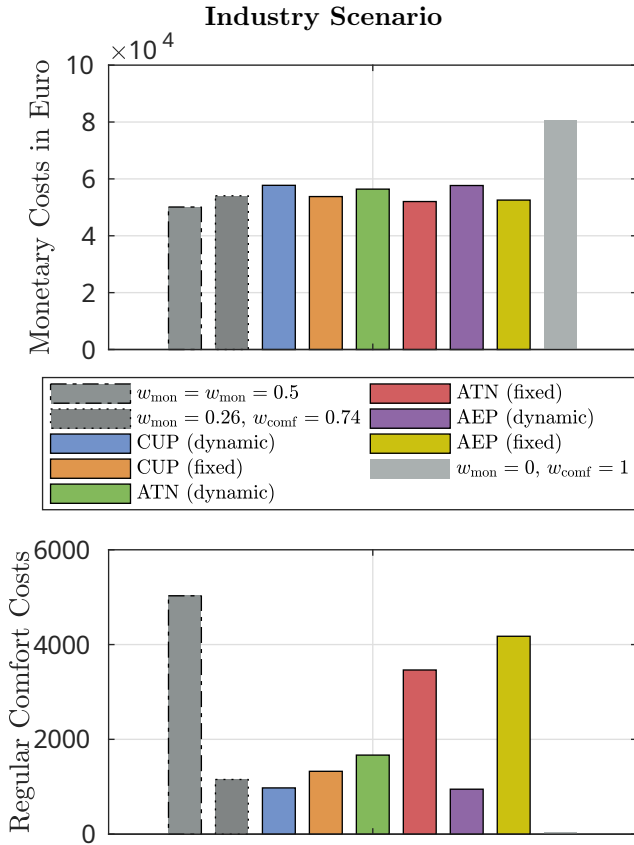 Industry Scenario
×10⁴
Monetary Costs in Euro
10
8
6
4
2
0
w_mon = w_mon = 0.5
w_mon = 0.26, w_comf = 0.74
CUP (dynamic)
CUP (fixed)
ATN (dynamic)
ATN (fixed)
AEP (dynamic)
AEP (fixed)
w_mon = 0, w_comf = 1
Regular Comfort Costs
6000
4000
2000
0